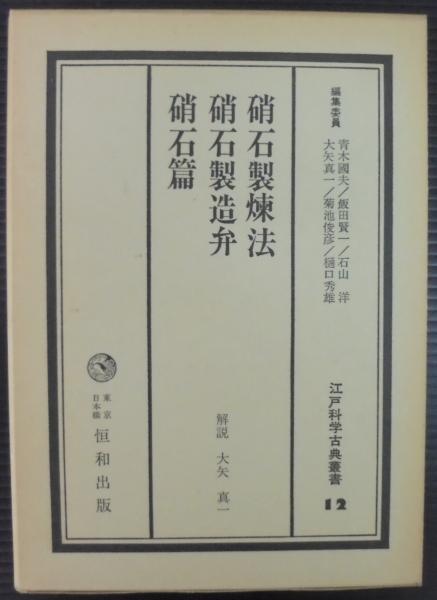 編集委員
青木國夫/飯田賢一/石山 洋
大矢真一/菊池俊彦/樋口秀雄
江戸科学古典叢書
12
硝石製煉法
硝石製造弁
硝石篇
解説 大矢 真一
東京
日本橋
恒和出版